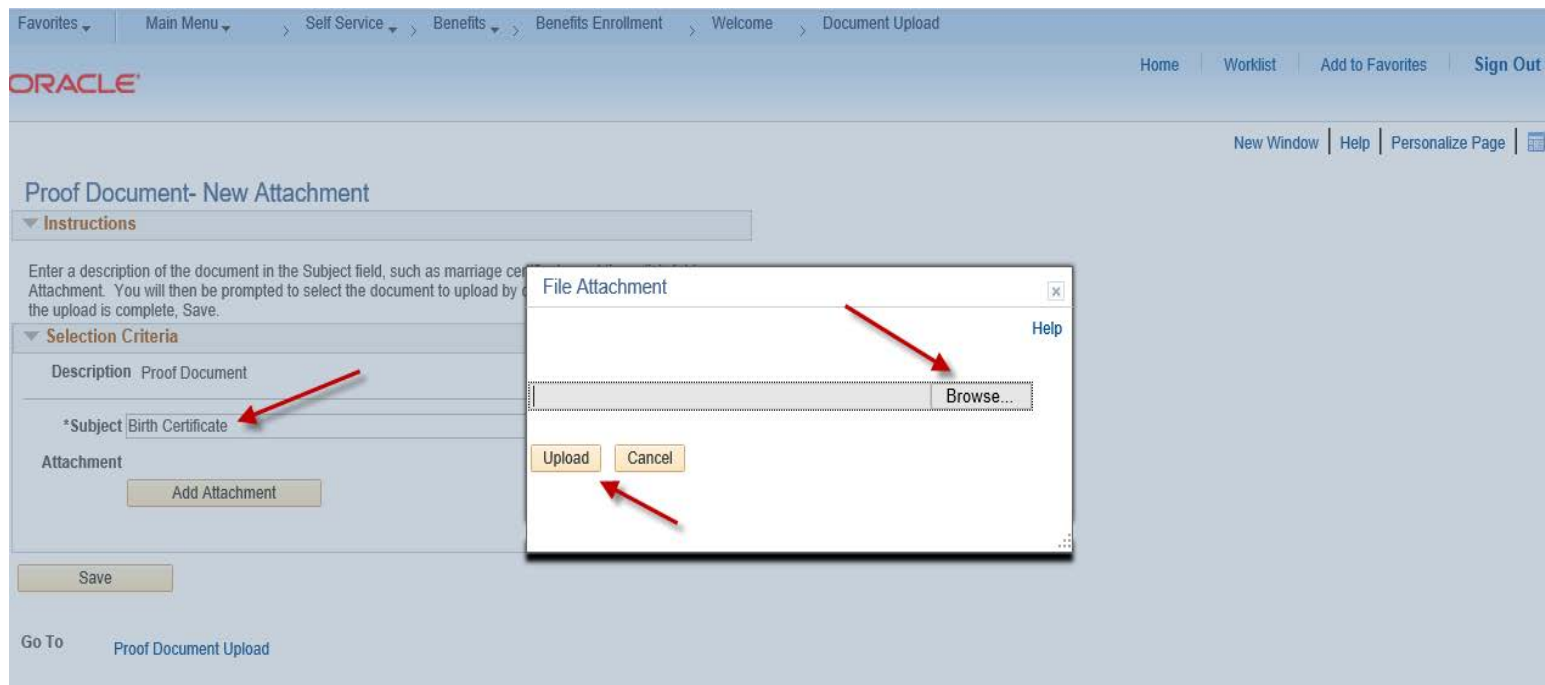 Favorites Main Menu > Self Service > Benefits > Benefits Enrollment > Welcome > Document Upload
Home Worklist Add to Favorites Sign Out
ORACLE
New Window | Help | Personalize Page |
Proof Document- New Attachment
Instructions
Enter a description of the document in the Subject field, such as marriage
Attachment. You will then be prompted to select the document to upload by
the upload is complete, Save.
Selection Criteria
Description Proof Document
*Subject Birth Certificate
Attachment
Add Attachment
Save
Go To Proof Document Upload
File Attachment
x
Help
Browse...
Upload Cancel